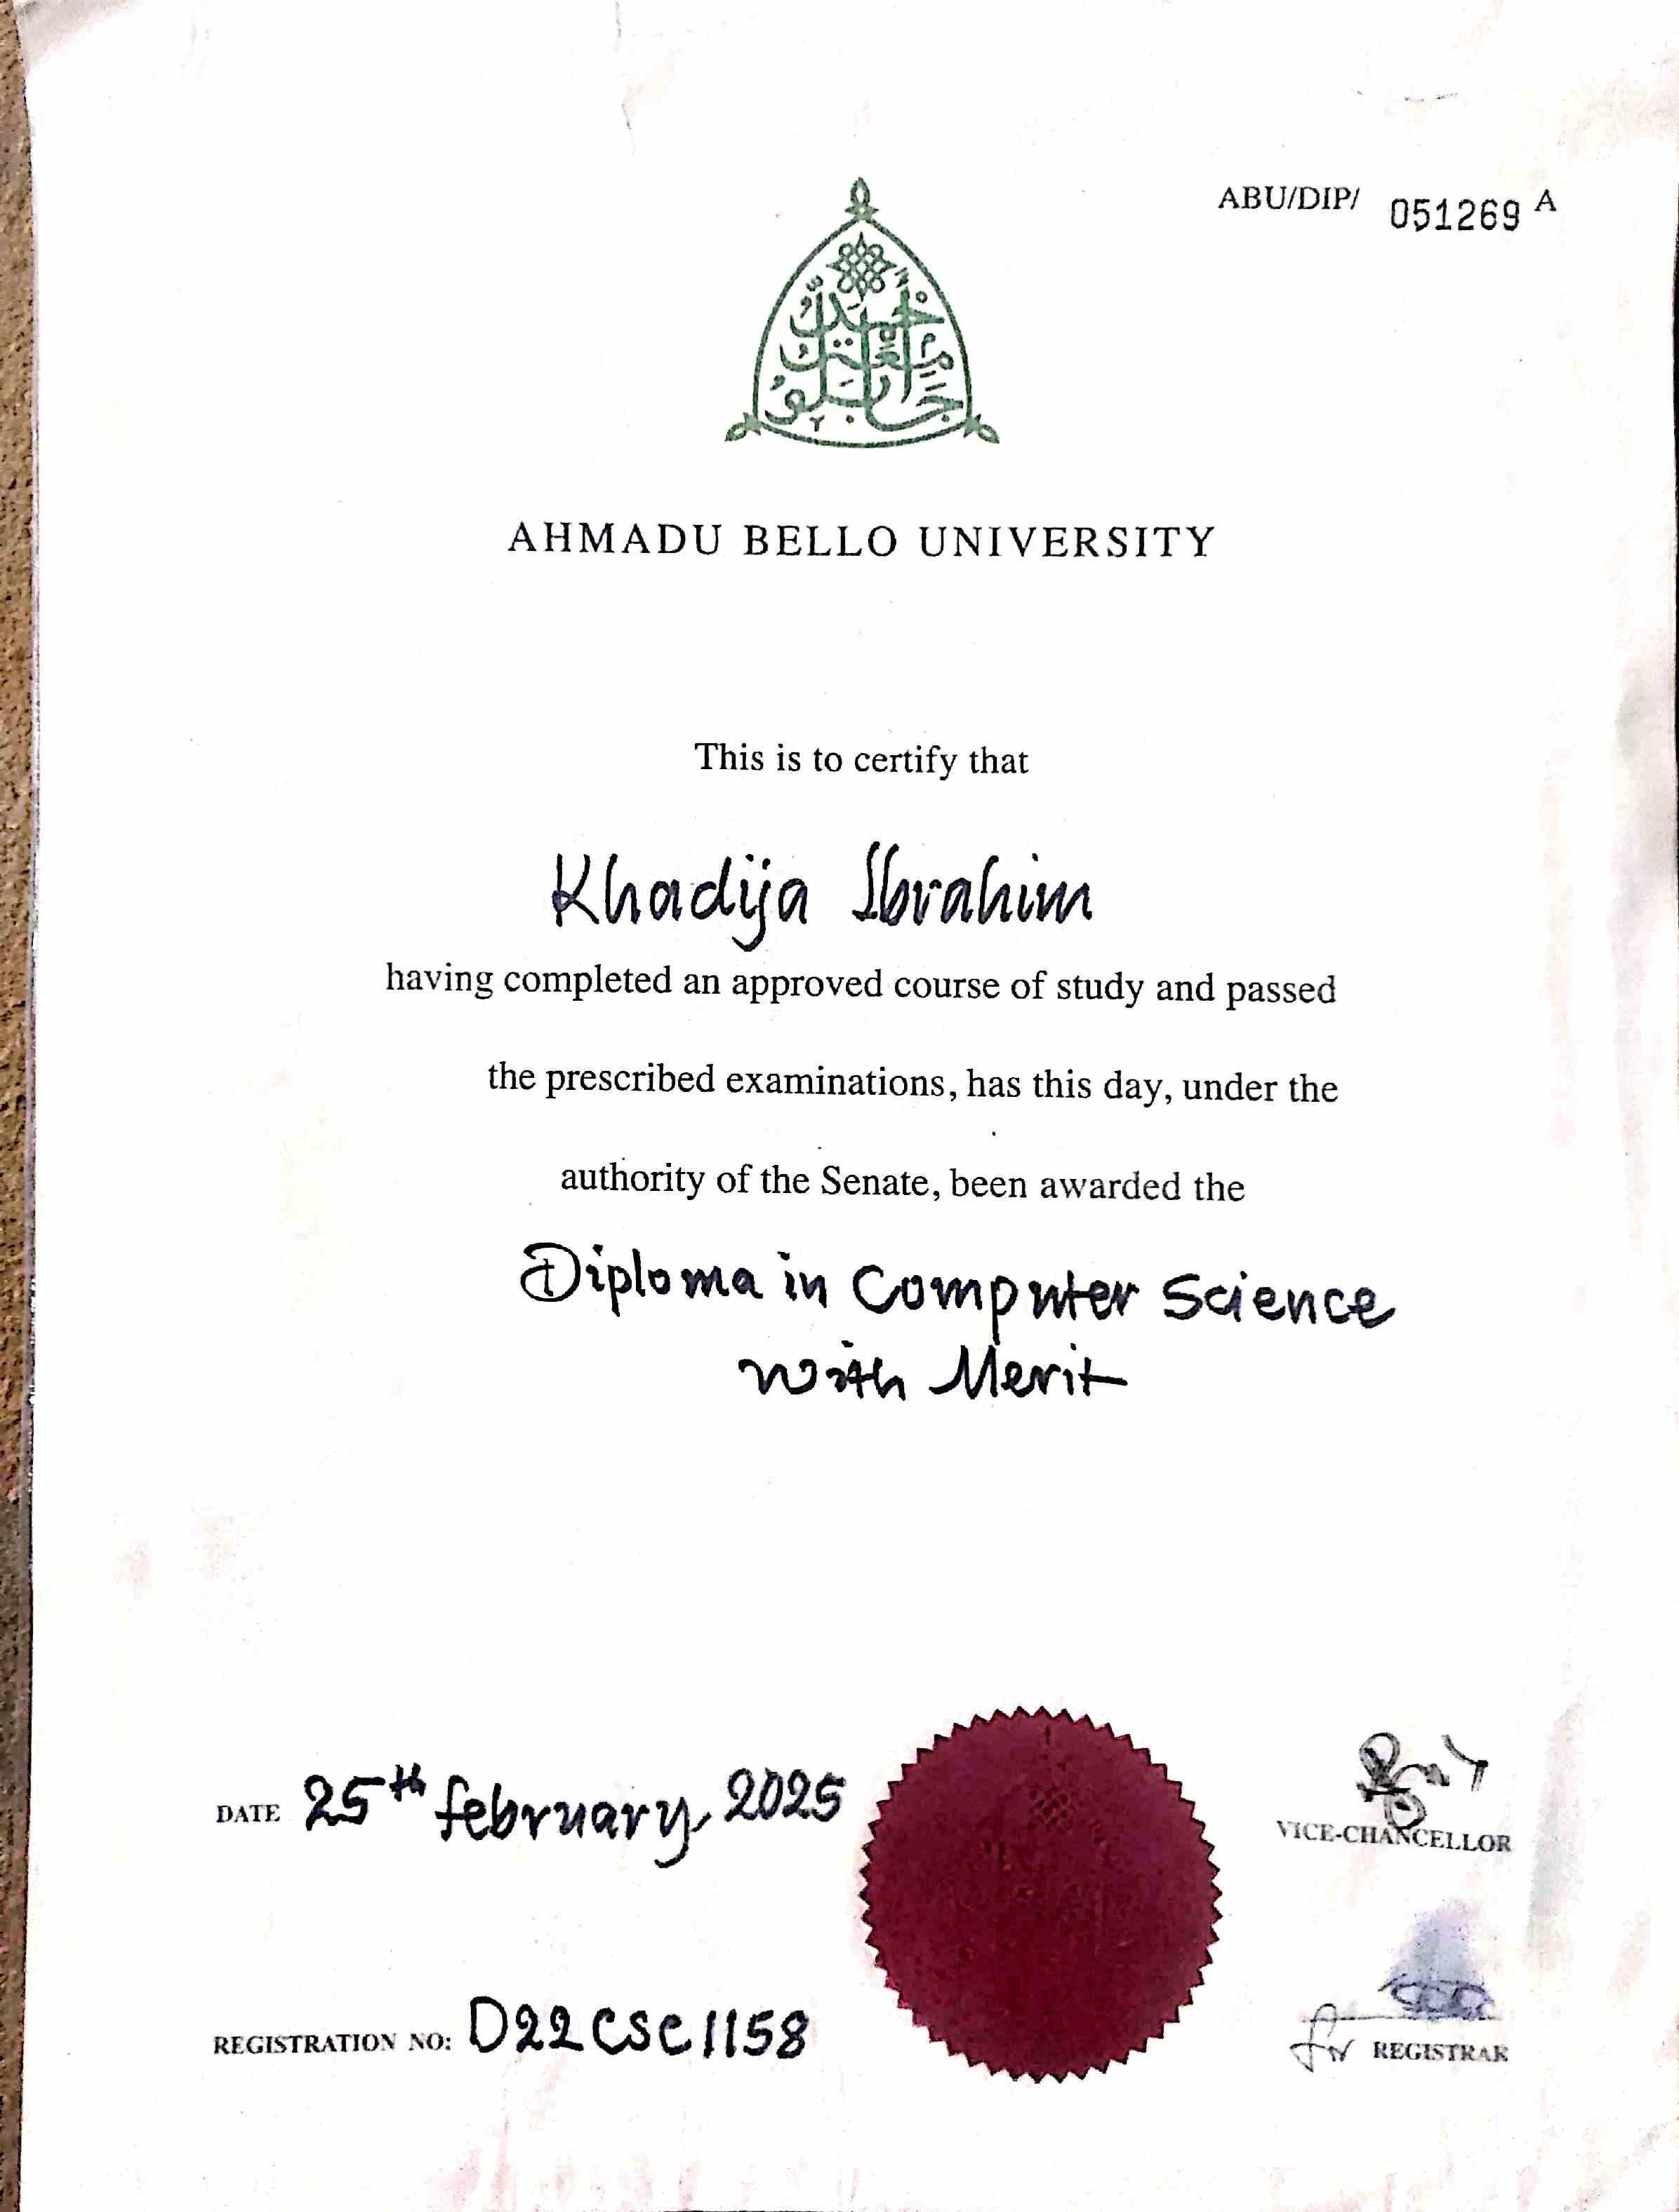 ABU/DIP/ 051269 A
AHMADU BELLO UNIVERSITY
This is to certify that
Khadija Ibrahim
having completed an approved course of study and passed
the prescribed examinations, has this day, under the
authority of the Senate, been awarded the
Diploma in Computer Science
with Merit
DATE 25th february, 2025
VICE-CHANCELLOR
REGISTRATION NO: D22CSC1158
for REGISTRAR